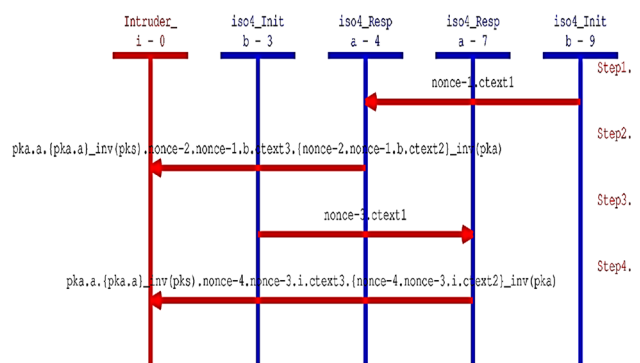 Intruder_ iso4_Init iso4_Resp iso4_Resp iso4_Init
i - 0 b - 3 a - 4 a - 7 b - 9
Step1.
nonce-1.ctext1
Step2.
pka.a.{pka.a}_inv(pks).nonce-2.nonce-1.b.ctext3.{nonce-2.nonce-1.b.ctext2}_inv(pka)
Step3.
nonce-3.ctext1
Step4.
pka.a.{pka.a}_inv(pks).nonce-4.nonce-3.i.ctext3.{nonce-4.nonce-3.i.ctext2}_inv(pka)